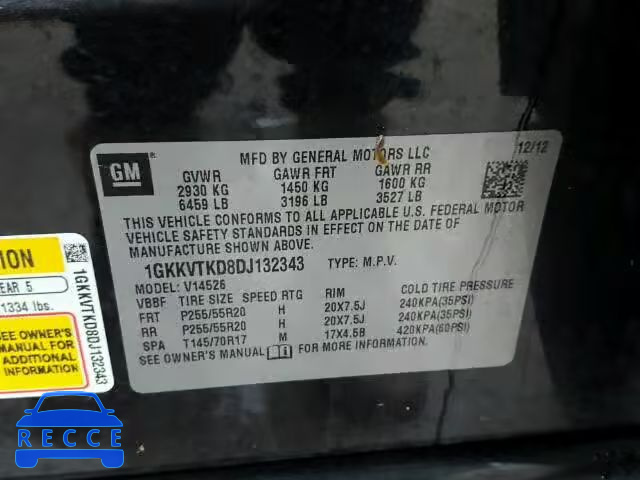 GM
MFD BY GENERAL MOTORS LLC
12/12
GVWR GAWR FRT GAWR RR
2930 KG 1450 KG 1600 KG
6459 LB 3196 LB 3527 LB
THIS VEHICLE CONFORMS TO ALL APPLICABLE U.S. FEDERAL MOTOR
VEHICLE SAFETY STANDARDS IN EFFECT ON THE DATE OF
MANUFACTURE SHOWN ABOVE.
1GKKVTKD8DJ132343 TYPE: M.P.V.
MODEL: V14526
VBBF TIRE SIZE SPEED RTG RIM COLD TIRE PRESSURE
FRT P255/55R20 H 20X7.5J 240KPA(35PSI)
RR P255/55R20 H 20X7.5J 240KPA(35PSI)
SPA T145/70R17 M 17X4.5B 420KPA(60PSI)
SEE OWNER'S MANUAL FOR MORE INFORMATION.
ION
EAR 5
1334 lbs.
SEE OWNER'S
MANUAL FOR
ADDITIONAL
INFORMATION
1GKKVTKD8DJ132343
RECCE